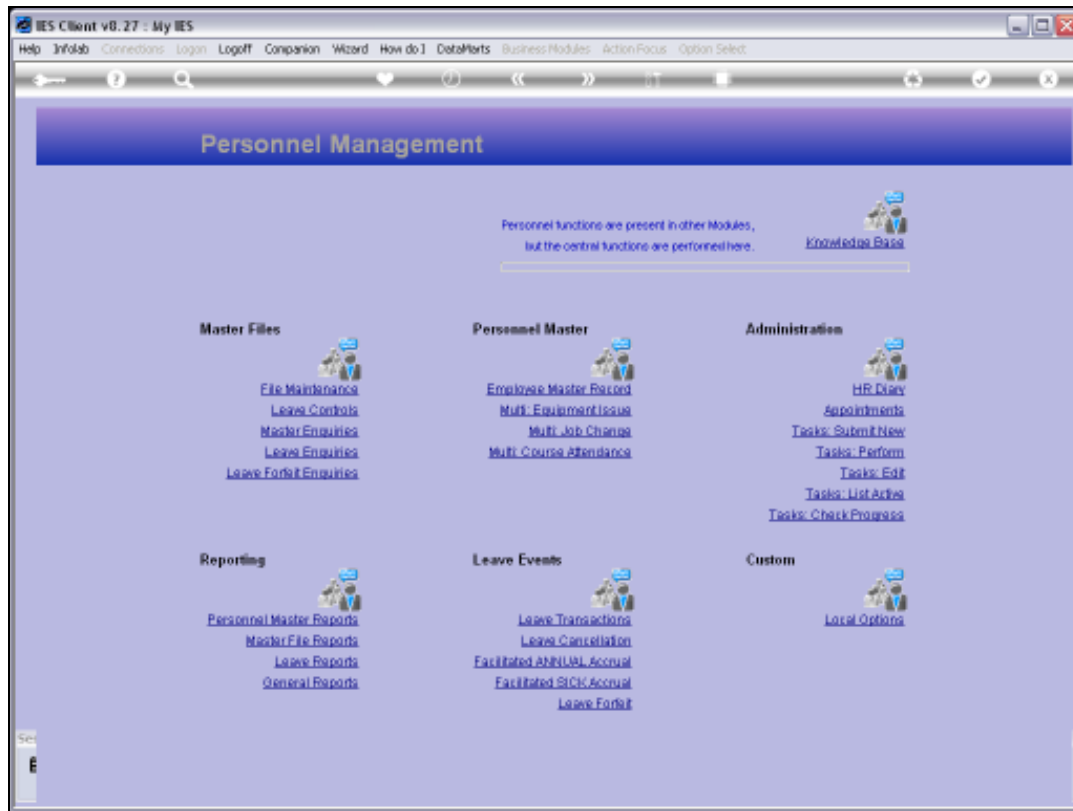 IES Client v8.27 : My IES
Help Infolab Connections Logon Logoff Companion Wizard How do I DataMarts Business Modules Action Focus Option Select
Personnel Management
Personnel functions are present in other Modules,
but the central functions are performed here.
Knowledge Base
Master Files
File Maintenance
Leave Controls
Master Enquiries
Leave Enquiries
Leave Forfeit Enquiries
Personnel Master
Employee Master Record
Multi: Equipment Issue
Multi: Job Change
Multi: Course Attendance
Administration
HR Diary
Appointments
Tasks: Submit New
Tasks: Perform
Tasks: Edit
Tasks: List Active
Tasks: Check Progress
Reporting
Personnel Master Reports
Master File Reports
Leave Reports
General Reports
Leave Events
Leave Transactions
Leave Cancellation
Facilitated ANNUAL Accrual
Facilitated SICK Accrual
Leave Forfeit
Custom
Local Options